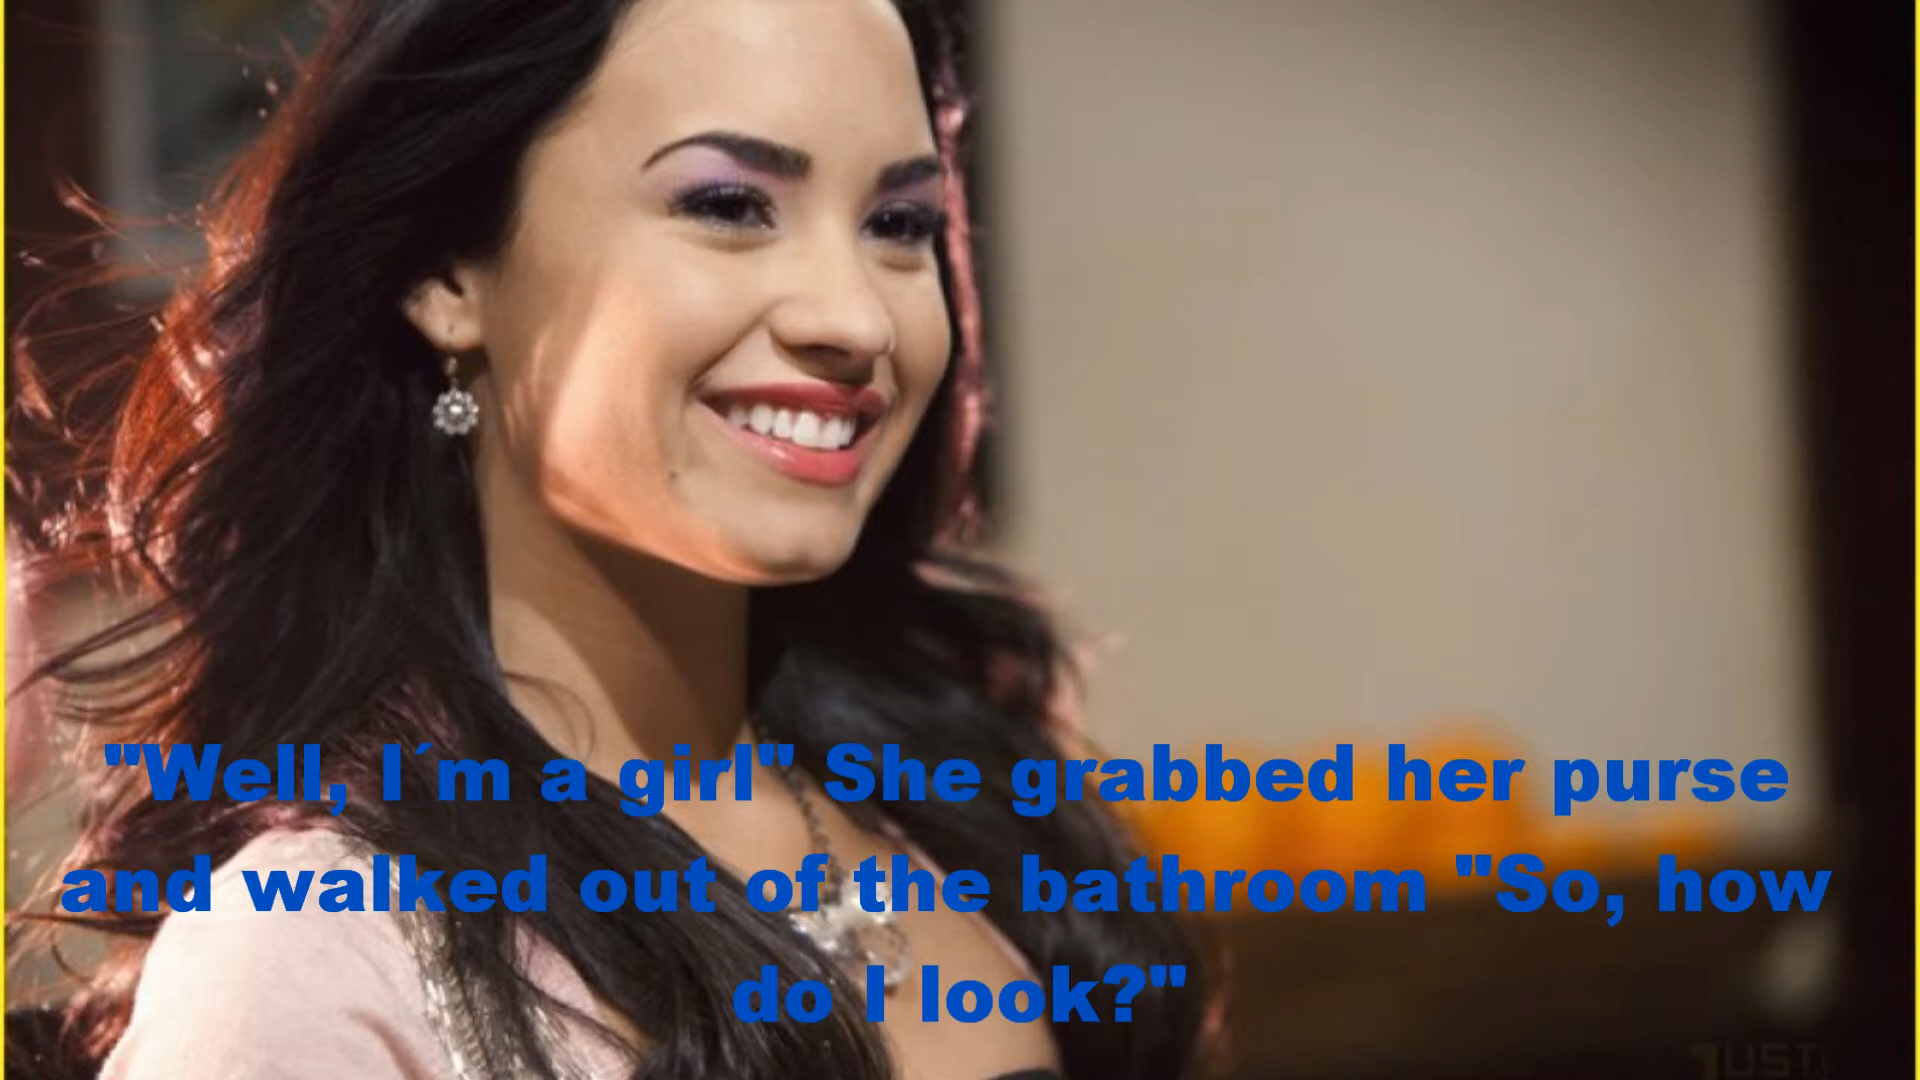 "Well, I´m a girl" She grabbed her purse
and walked out of the bathroom "So, how
do I look?"